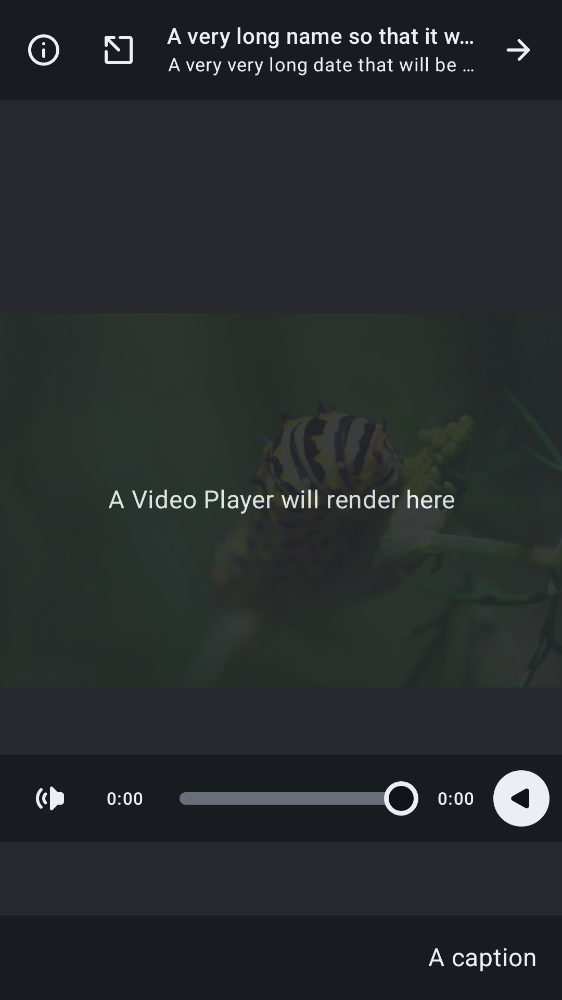 A very long name so that it w…
A very very long date that will be …
A Video Player will render here
0:00
0:00
A caption